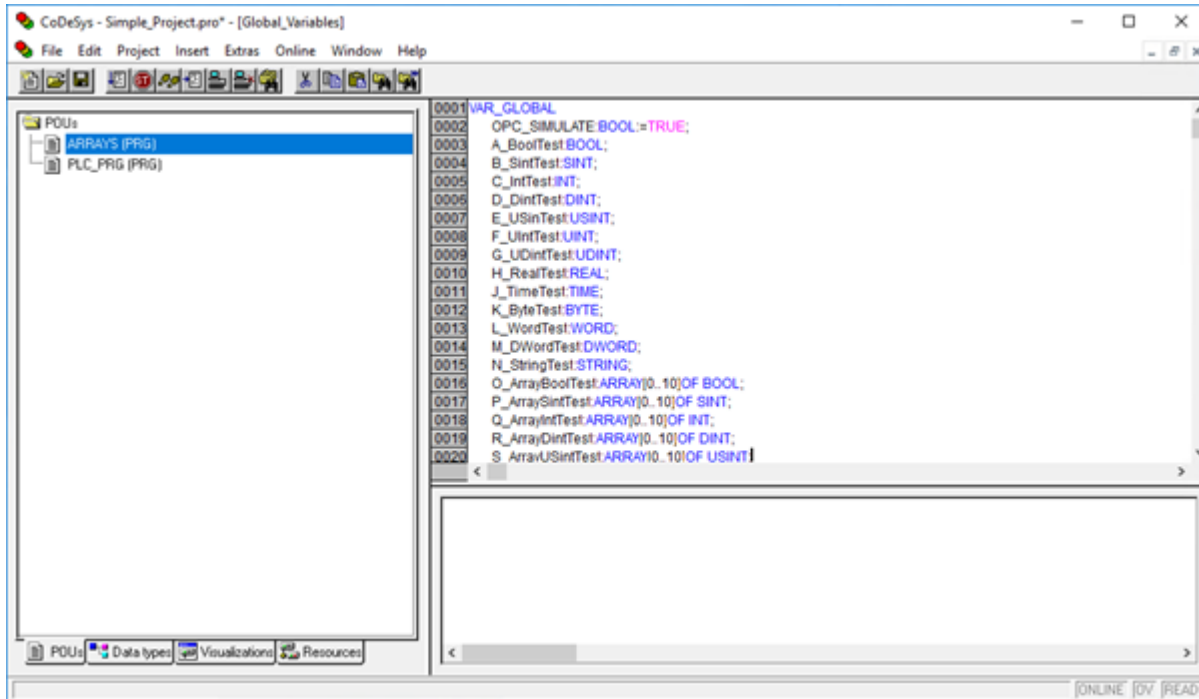 CoDeSys - Simple_Project.pro* - [Global_Variables]
File Edit Project Insert Extras Online Window Help
POUs
ARRAYS (PRG)
PLC_PRG (PRG)
0001 VAR_GLOBAL
0002 OPC_SIMULATE:BOOL:=TRUE;
0003 A_BoolTest:BOOL;
0004 B_SintTest:SINT;
0005 C_IntTest:INT;
0006 D_DintTest:DINT;
0007 E_USinTest:USINT;
0008 F_UIntTest:UINT;
0009 G_UDintTest:UDINT;
0010 H_RealTest:REAL;
0011 J_TimeTest:TIME;
0012 K_ByteTest:BYTE;
0013 L_WordTest:WORD;
0014 M_DWordTest:DWORD;
0015 N_StringTest:STRING;
0016 O_ArrayBoolTest:ARRAY[0..10]OF BOOL;
0017 P_ArraySintTest:ARRAY[0..10]OF SINT;
0018 Q_ArrayIntTest:ARRAY[0..10]OF INT;
0019 R_ArrayDintTest:ARRAY[0..10]OF DINT;
0020 S_ArrayUSintTest:ARRAY[0..10]OF USINT;
POUs Data types Visualizations Resources
ONLINE OV READ